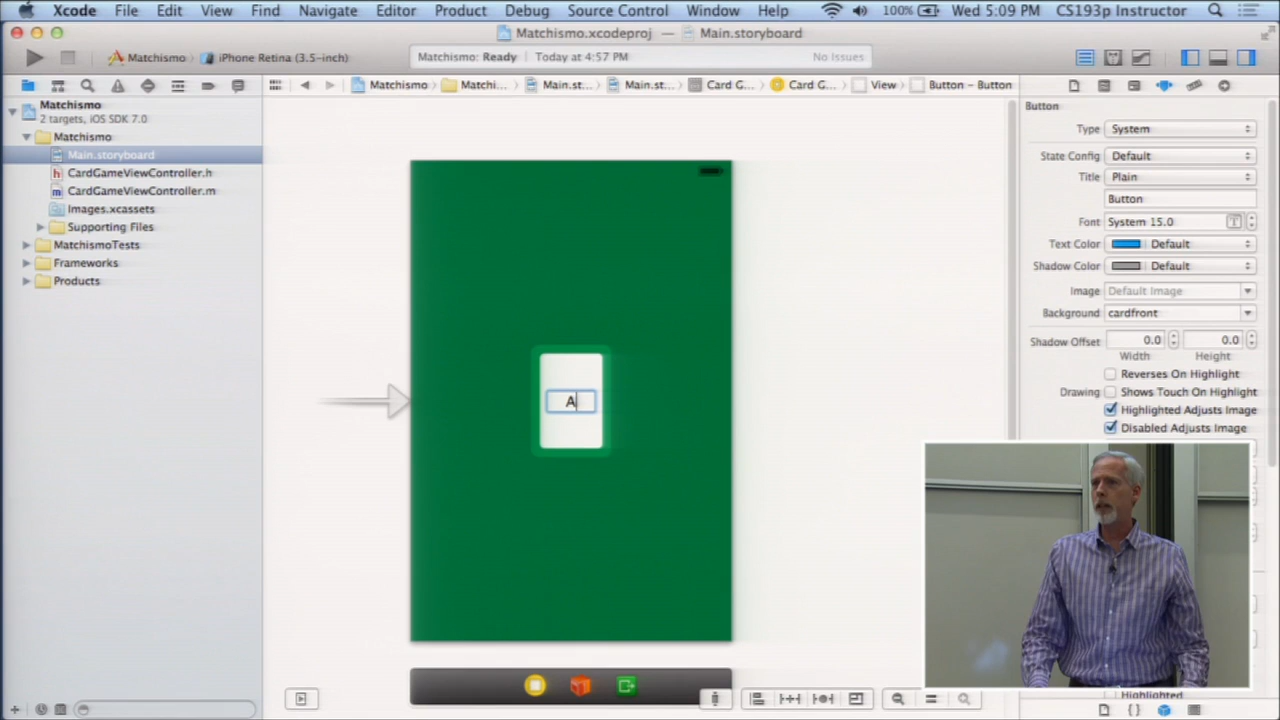 Xcode File Edit View Find Navigate Editor Product Debug Source Control Window Help 100% Wed 5:09 PM CS193p Instructor
Matchismo.xcodeproj — Main.storyboard
Matchismo iPhone Retina (3.5-inch) Matchismo: Ready Today at 4:57 PM No Issues
Matchismo Matchi... Main.st... Main.st... Card G... Card G... View Button – Button
Matchismo
2 targets, iOS SDK 7.0
Matchismo
Main.storyboard
CardGameViewController.h
CardGameViewController.m
Images.xcassets
Supporting Files
MatchismoTests
Frameworks
Products
A
Button
Type System
State Config Default
Title Plain
Button
Font System 15.0
Text Color Default
Shadow Color Default
Image Default Image
Background cardfront
Shadow Offset 0.0 0.0
Width Height
Reverses On Highlight
Drawing Shows Touch On Highlight
Highlighted Adjusts Image
Disabled Adjusts Image
Highlighted